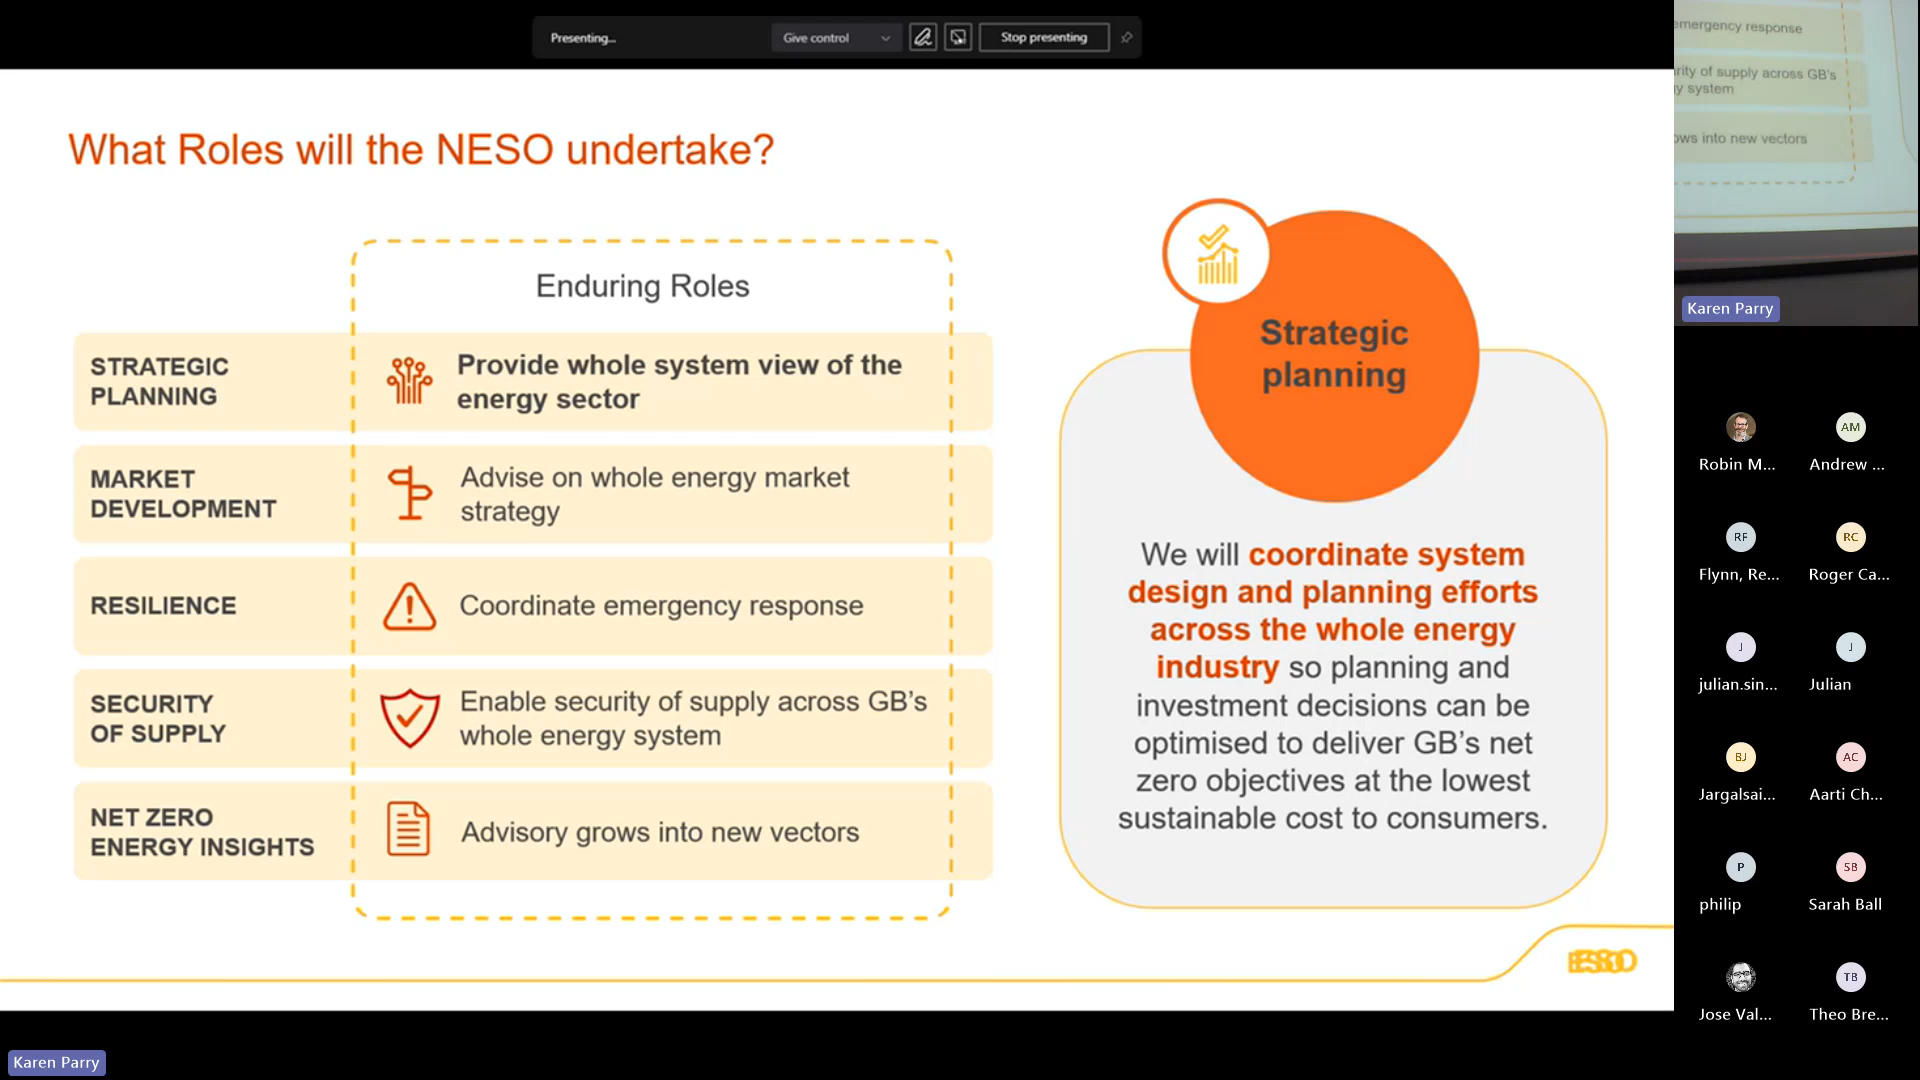 Presenting...
Give control
Stop presenting
What Roles will the NESO undertake?
Enduring Roles
STRATEGIC
PLANNING
Provide whole system view of the
energy sector
MARKET
DEVELOPMENT
Advise on whole energy market
strategy
RESILIENCE
Coordinate emergency response
SECURITY
OF SUPPLY
Enable security of supply across GB's
whole energy system
NET ZERO
ENERGY INSIGHTS
Advisory grows into new vectors
Strategic
planning
We will coordinate system
design and planning efforts
across the whole energy
industry so planning and
investment decisions can be
optimised to deliver GB's net
zero objectives at the lowest
sustainable cost to consumers.
Karen Parry
emergency response
rity of supply across GB's
y system
ows into new vectors
Karen Parry
Robin M...
AM
Andrew ...
RF
Flynn, Re...
RC
Roger Ca...
J
julian.sin...
J
Julian
BJ
Jargalsai...
AC
Aarti Ch...
P
philip
SB
Sarah Ball
Jose Val...
TB
Theo Bre...